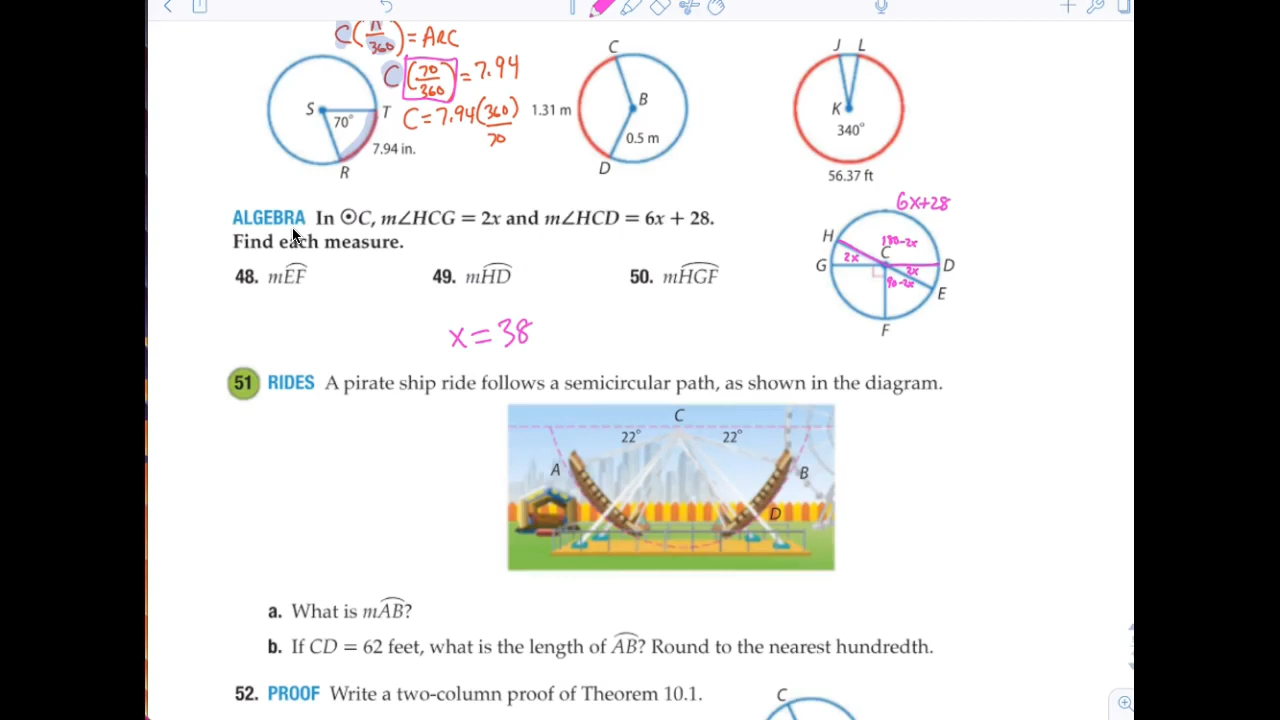 C(n/360) = ARC
C(70/360) = 7.94
C = 7.94(360/70)
S
T
70°
7.94 in.
R
C
B
1.31 m
0.5 m
D
J L
K
340°
56.37 ft
ALGEBRA In ⊙C, m∠HCG = 2x and m∠HCD = 6x + 28.
Find each measure.
48. mEF
49. mHD
50. mHGF
6x+28
H
180-2x
C
G
2x
2x
D
90-2x
E
F
x = 38
51 RIDES A pirate ship ride follows a semicircular path, as shown in the diagram.
C
22° 22°
A
B
D
a. What is mAB?
b. If CD = 62 feet, what is the length of AB? Round to the nearest hundredth.
52. PROOF Write a two-column proof of Theorem 10.1.
C